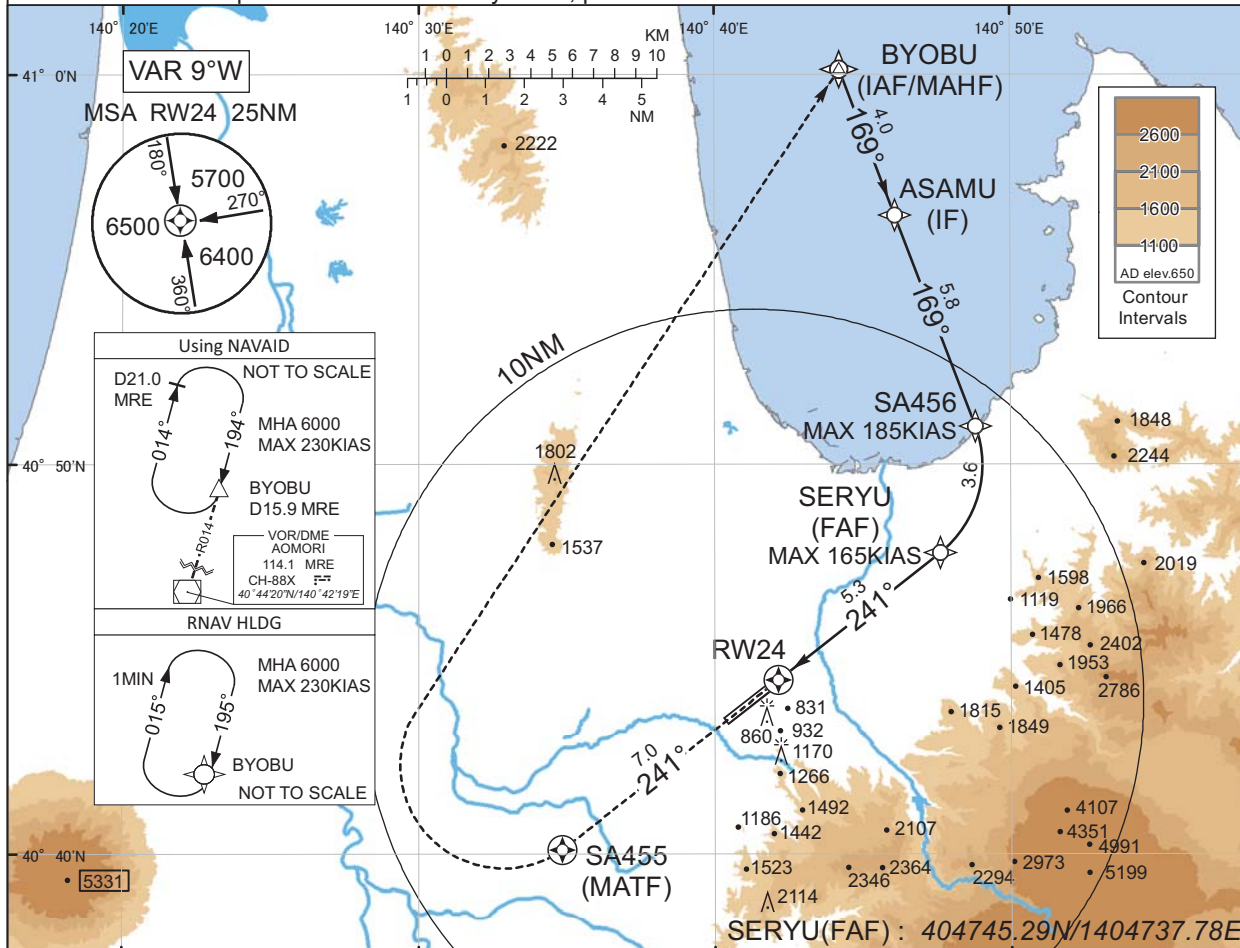 140° 20'E
140° 30'E
140° 40'E
140° 50'E
KM
1 0 1 2 3 4 5 6 7 8 9 10
1 0 1 2 3 4 5
NM
41° 0'N
VAR 9°W
MSA RW24 25NM
180°
5700
270°
6500
6400
360°
2222
BYOBU
(IAF/MAHF)
4.0
169°
ASAMU
(IF)
5.8
169°
2600
2100
1600
1100
AD elev.650
Contour
Intervals
10NM
Using NAVAID
NOT TO SCALE
D21.0
MRE
014°
194°
MHA 6000
MAX 230KIAS
BYOBU
D15.9 MRE
R014
VOR/DME
AOMORI
114.1 MRE
CH-88X
40°44'20"N/140°42'19"E
RNAV HLDG
1MIN
015°
195°
MHA 6000
MAX 230KIAS
BYOBU
NOT TO SCALE
SA456
MAX 185KIAS
1848
2244
1802
40° 50'N
3.6
SERYU
(FAF)
MAX 165KIAS
1537
2019
1598
1119
1966
5.3
241°
1478
2402
1953
2786
1405
RW24
831
860
932
1170
1266
1815
1849
7.0
241°
1492
1186
1442
2107
4107
4351
4991
40° 40'N
SA455
(MATF)
1523
2346
2364
2294
2973
5199
5331
2114
SERYU(FAF) : 404745.29N/1404737.78E